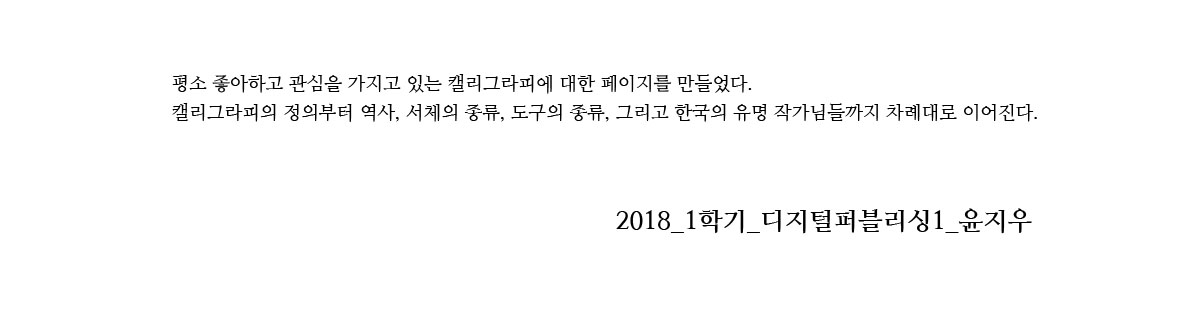 평소 좋아하고 관심을 가지고 있는 캘리그라피에 대한 페이지를 만들었다.
캘리그라피의 정의부터 역사, 서체의 종류, 도구의 종류, 그리고 한국의 유명 작가님들까지 차례대로 이어진다.
2018_1학기_디지털퍼블리싱1_윤지우